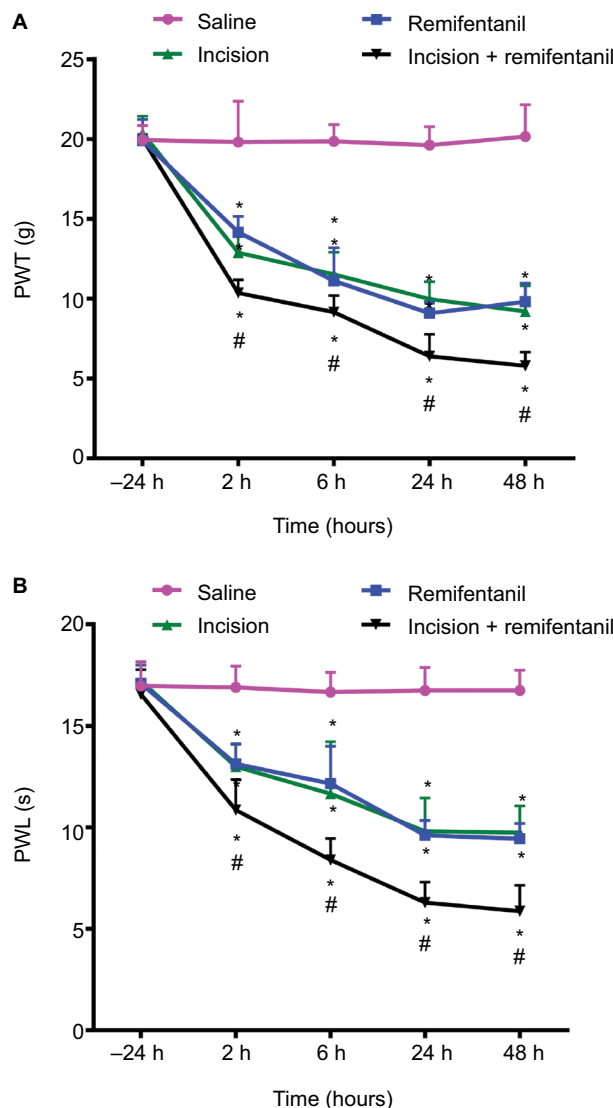 A
Saline
Remifentanil
Incision
Incision + remifentanil
25
20
15
10
5
0
PWT (g)
* * * *
* * * *
* * * *
# # # #
–24 h 2 h 6 h 24 h 48 h
Time (hours)
B
Saline
Remifentanil
Incision
Incision + remifentanil
20
15
10
5
0
PWL (s)
* * * *
* * * *
* * * *
# # # #
–24 h 2 h 6 h 24 h 48 h
Time (hours)